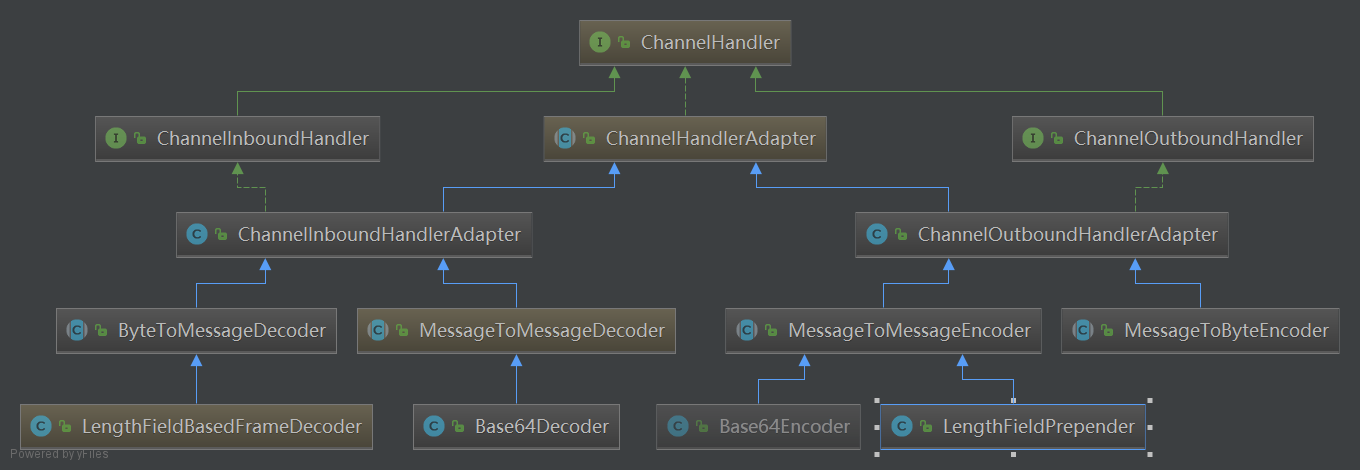 ChannelHandler
ChannelInboundHandler
ChannelHandlerAdapter
ChannelOutboundHandler
ChannelInboundHandlerAdapter
ChannelOutboundHandlerAdapter
ByteToMessageDecoder
MessageToMessageDecoder
MessageToMessageEncoder
MessageToByteEncoder
LengthFieldBasedFrameDecoder
Base64Decoder
Base64Encoder
LengthFieldPrepender
Powered by yFiles